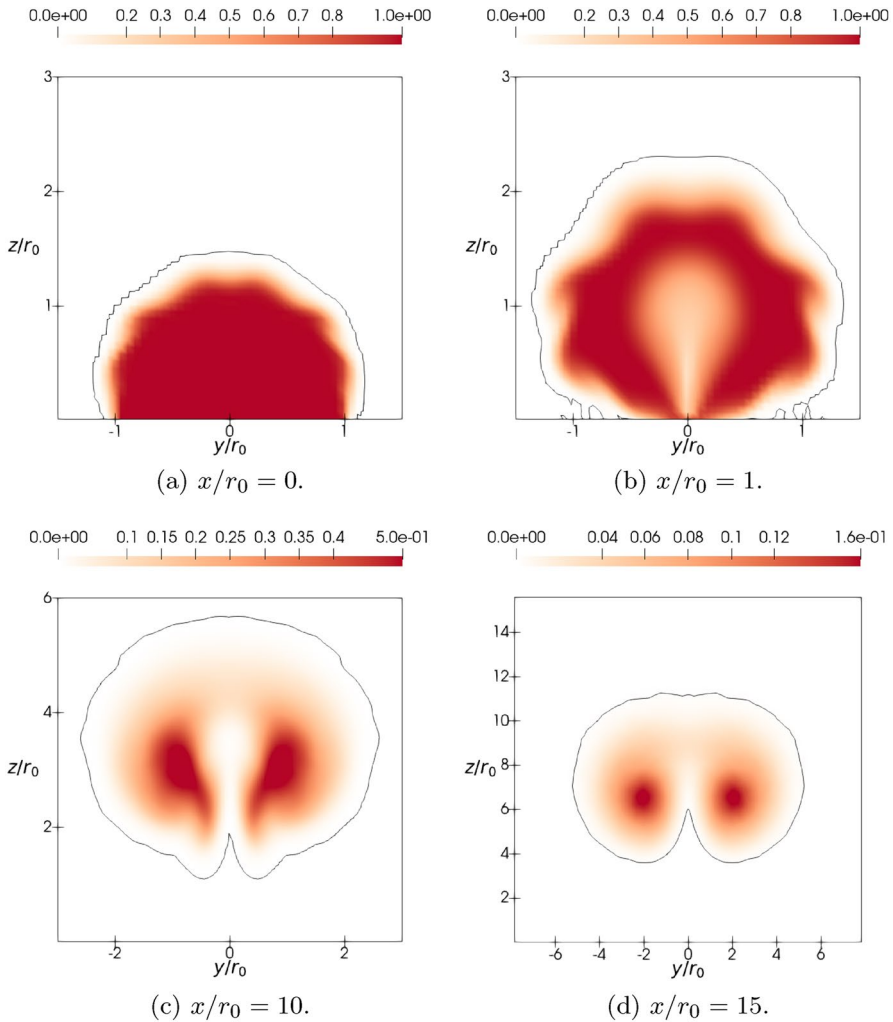 0.0e+00 0.2 0.3 0.4 0.5 0.6 0.7 0.8 1.0e+00
3
2
z/r0
1
-1 0 1
y/r0
(a) x/r0 = 0.
0.0e+00 0.2 0.3 0.4 0.5 0.6 0.7 0.8 1.0e+00
3
2
z/r0
1
-1 0 1
y/r0
(b) x/r0 = 1.
0.0e+00 0.1 0.15 0.2 0.25 0.3 0.35 0.4 5.0e-01
6
4
z/r0
2
-2 0 2
y/r0
(c) x/r0 = 10.
0.0e+00 0.04 0.06 0.08 0.1 0.12 1.6e-01
14
12
10
z/r0
8
6
4
2
-6 -4 -2 0 2 4 6
y/r0
(d) x/r0 = 15.